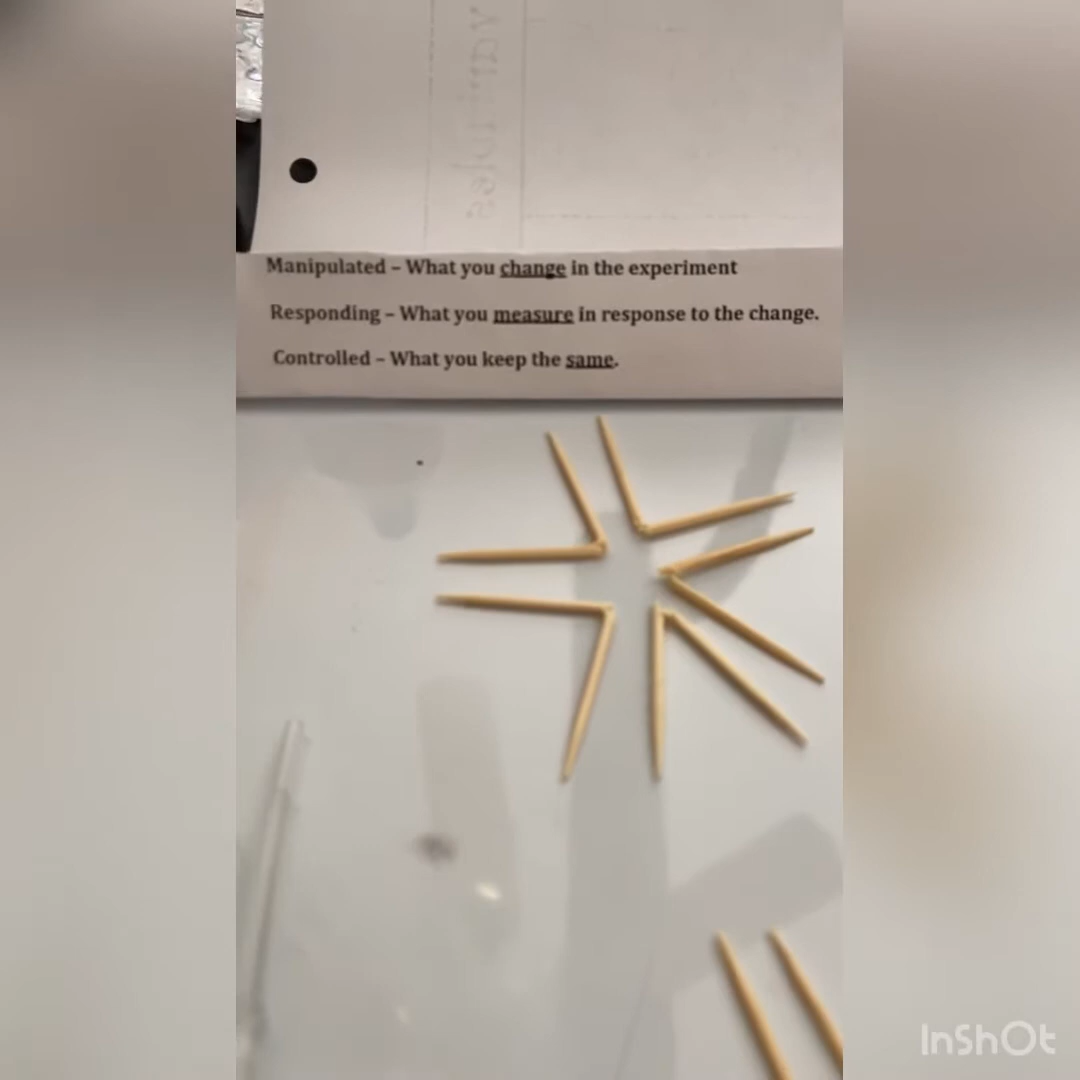 Variables
Manipulated – What you change in the experiment
Responding – What you measure in response to the change.
Controlled – What you keep the same.
InShOt